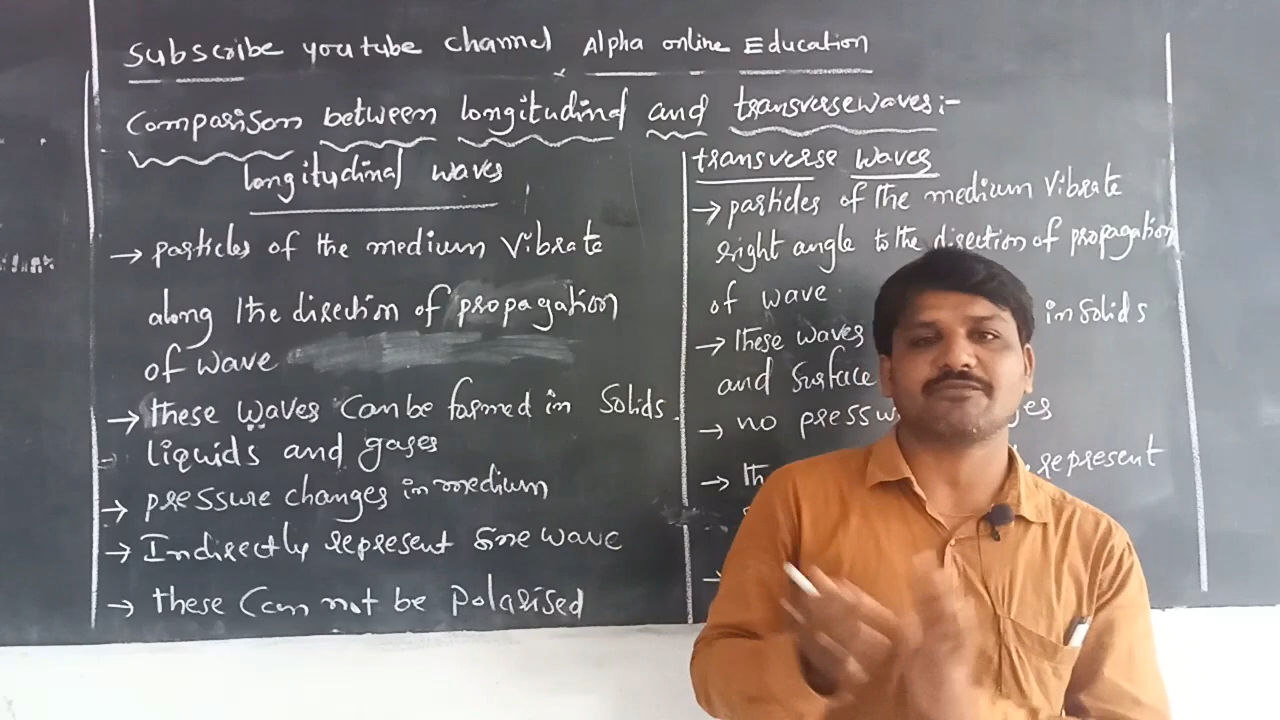 Subscribe youtube channel Alpha online Education
Comparison between longitudinal and transverse waves:-
longitudinal waves
→ particles of the medium Vibrate
along the direction of propagation
of wave
→ these waves can be formed in Solids
liquids and gases
→ pressure changes in medium
→ Indirectly represent Sine wave
→ these can not be polarised
transverse waves
→ particles of the medium vibrate
right angle to the direction of propagation
of wave
→ these waves in Solids
and Surface
→ no
→ represent
→